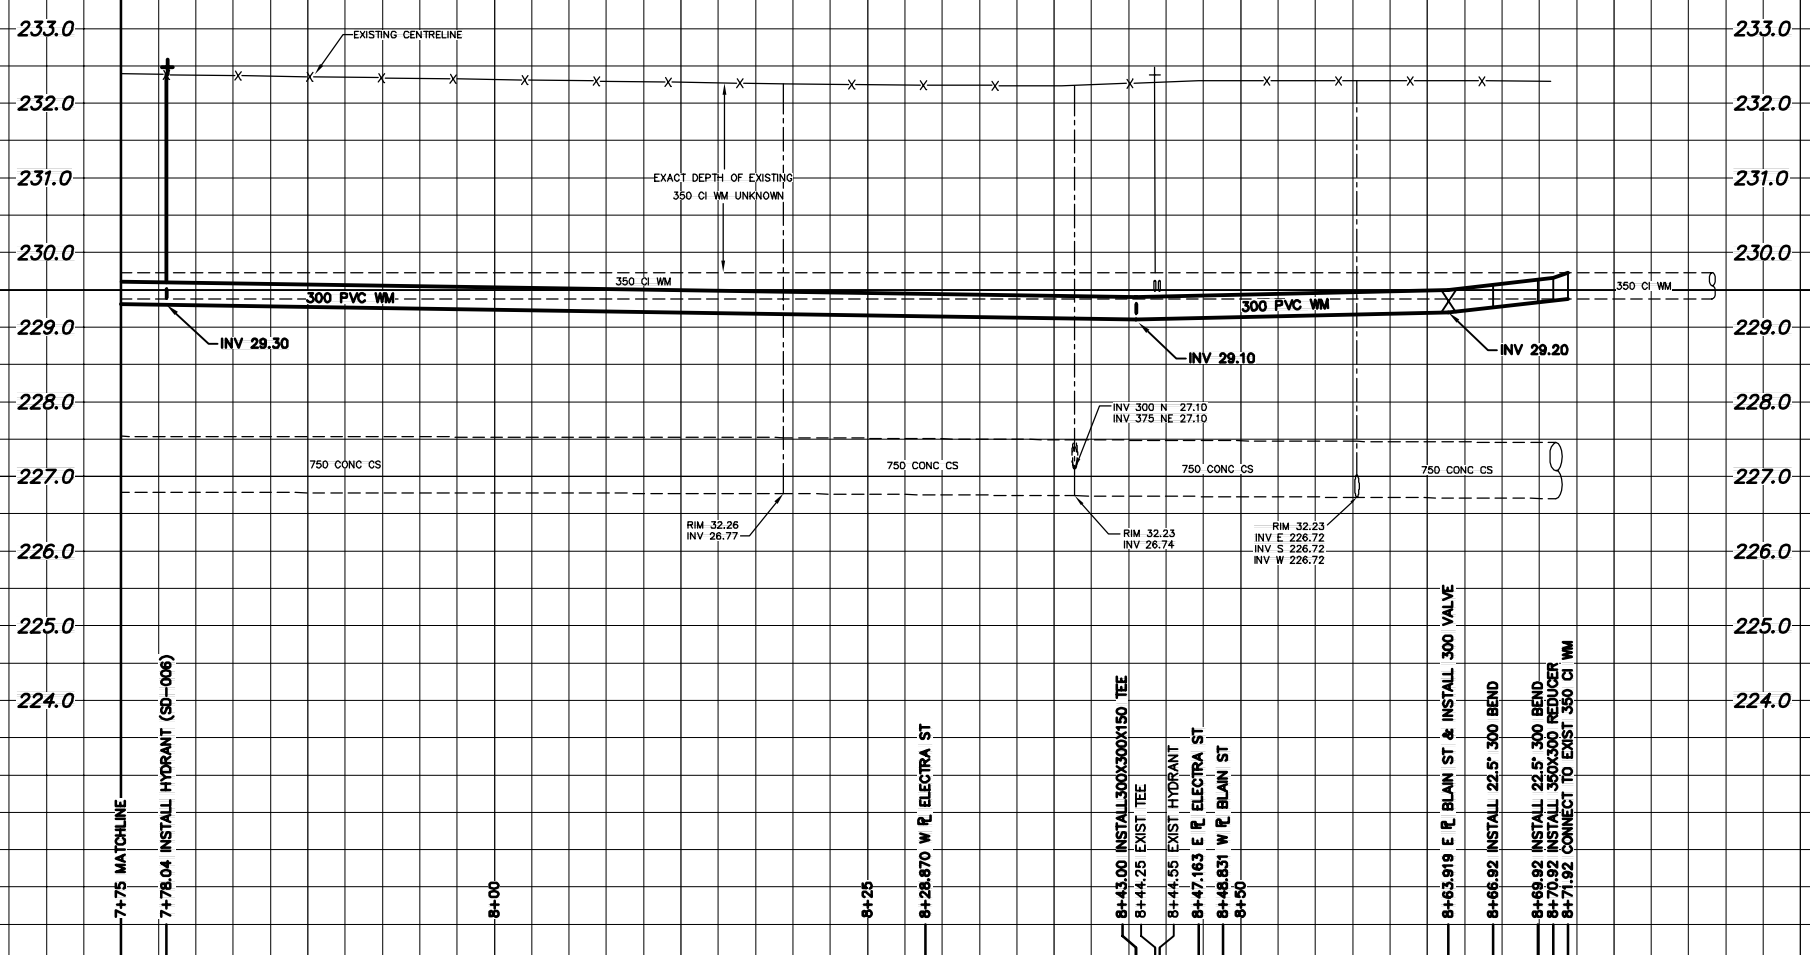 233.0
233.0
EXISTING CENTRELINE
232.0
232.0
EXACT DEPTH OF EXISTING
350 CI WM UNKNOWN
231.0
231.0
230.0
230.0
350 CI WM
300 PVC WM
300 PVC WM
350 CI WM
229.0
229.0
INV 29.30
INV 29.10
INV 29.20
228.0
228.0
INV 300 N 27.10
INV 375 NE 27.10
750 CONC CS
750 CONC CS
750 CONC CS
750 CONC CS
227.0
227.0
RIM 32.26
INV 26.77
RIM 32.23
INV 26.74
RIM 32.23
INV E 226.72
INV S 226.72
INV W 226.72
226.0
226.0
225.0
225.0
224.0
224.0
7+75 MATCHLINE
7+78.04 INSTALL HYDRANT (SD-006)
8+00
8+25
8+28.870 W PL ELECTRA ST
8+43.00 INSTALL300X300X150 TEE
8+44.25 EXIST TEE
8+44.55 EXIST HYDRANT
8+47.163 E PL ELECTRA ST
8+48.831 W PL BLAIN ST
8+50
8+63.919 E PL BLAIN ST & INSTALL 300 VALVE
8+66.92 INSTALL 22.5° 300 BEND
8+69.92 INSTALL 22.5° 300 BEND
8+70.92 INSTALL 350X300 REDUCER
8+71.92 CONNECT TO EXIST 350 CI WM